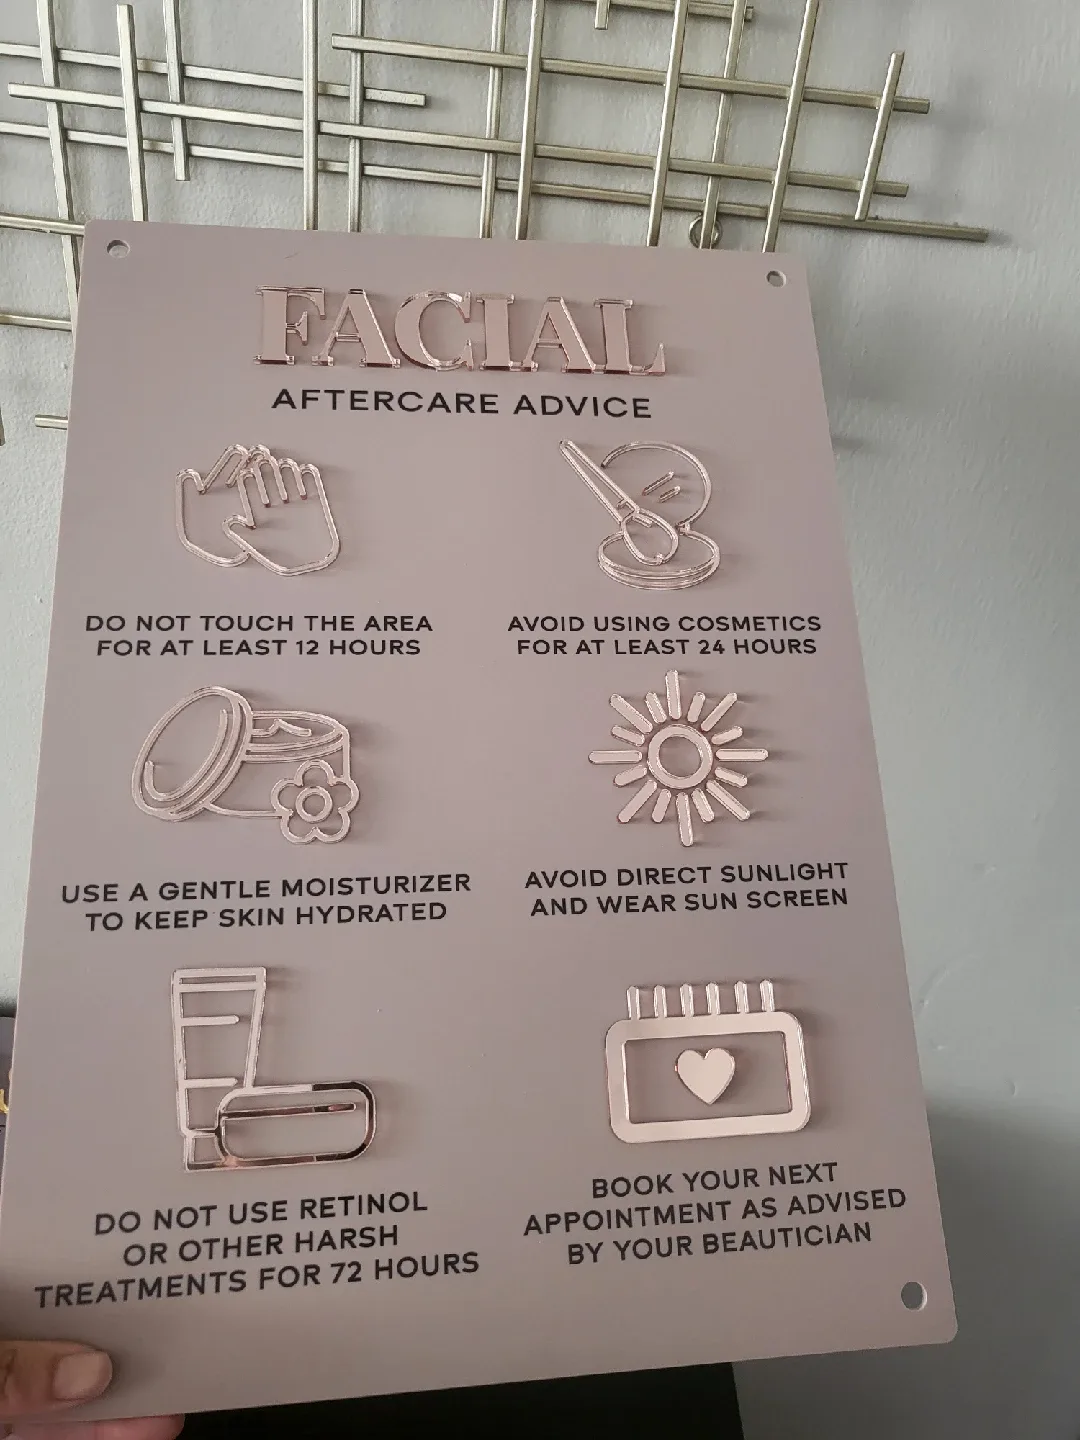 FACIAL
AFTERCARE ADVICE
DO NOT TOUCH THE AREA
FOR AT LEAST 12 HOURS
AVOID USING COSMETICS
FOR AT LEAST 24 HOURS
USE A GENTLE MOISTURIZER
TO KEEP SKIN HYDRATED
AVOID DIRECT SUNLIGHT
AND WEAR SUN SCREEN
DO NOT USE RETINOL
OR OTHER HARSH
TREATMENTS FOR 72 HOURS
BOOK YOUR NEXT
APPOINTMENT AS ADVISED
BY YOUR BEAUTICIAN